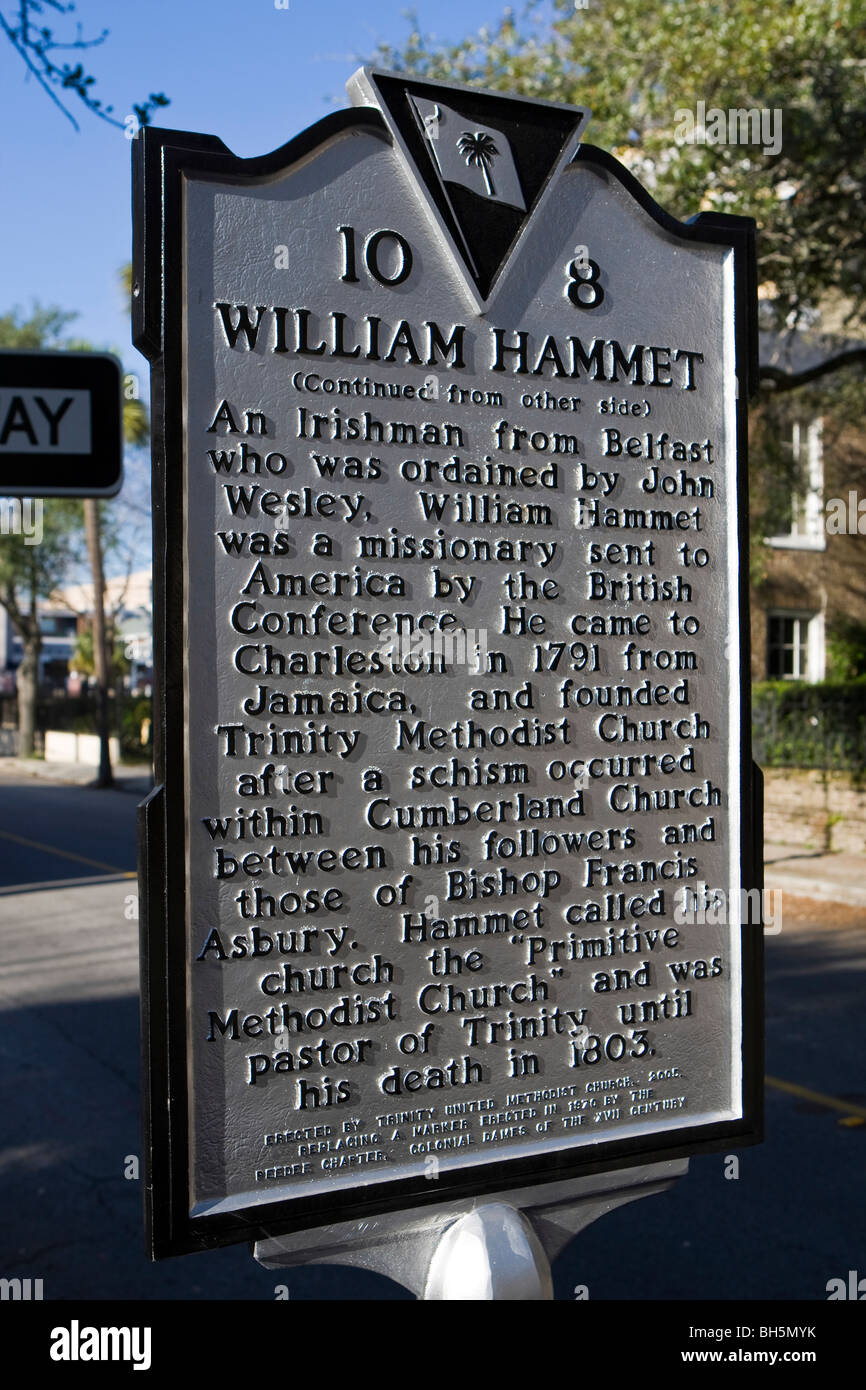 10 8
WILLIAM HAMMET
(Continued from other side)
An Irishman from Belfast
who was ordained by John
Wesley, William Hammet
was a missionary sent to
America by the British
Conference. He came to
Charleston in 1791 from
Jamaica, and founded
Trinity Methodist Church
after a schism occurred
within Cumberland Church
between his followers and
those of Bishop Francis
Asbury. Hammet called his
church the "Primitive
Methodist Church" and was
pastor of Trinity until
his death in 1803.
ERECTED BY TRINITY UNITED METHODIST CHURCH, 2005,
REPLACING A MARKER ERECTED IN 1970 BY THE
PEEDEE CHAPTER, COLONIAL DAMES OF THE XVII CENTURY
AY
alamy
Image ID: BH5MYK
www.alamy.com